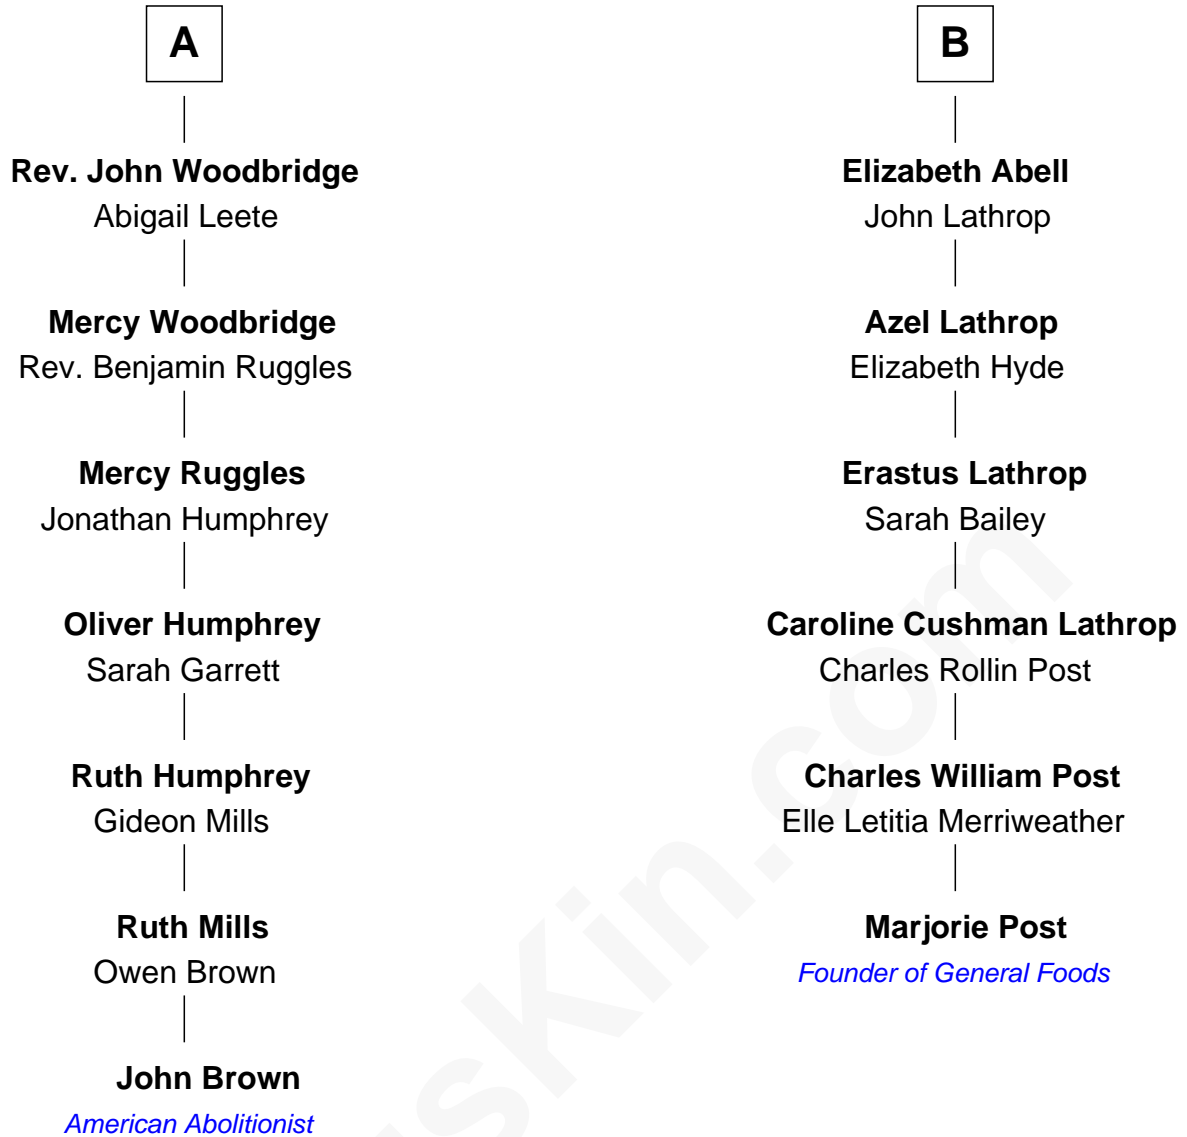 A
Rev. John Woodbridge
Abigail Leete
Mercy Woodbridge
Rev. Benjamin Ruggles
Mercy Ruggles
Jonathan Humphrey
Oliver Humphrey
Sarah Garrett
Ruth Humphrey
Gideon Mills
Ruth Mills
Owen Brown
John Brown
American Abolitionist
B
Elizabeth Abell
John Lathrop
Azel Lathrop
Elizabeth Hyde
Erastus Lathrop
Sarah Bailey
Caroline Cushman Lathrop
Charles Rollin Post
Charles William Post
Elle Letitia Merriweather
Marjorie Post
Founder of General Foods
sKin.com